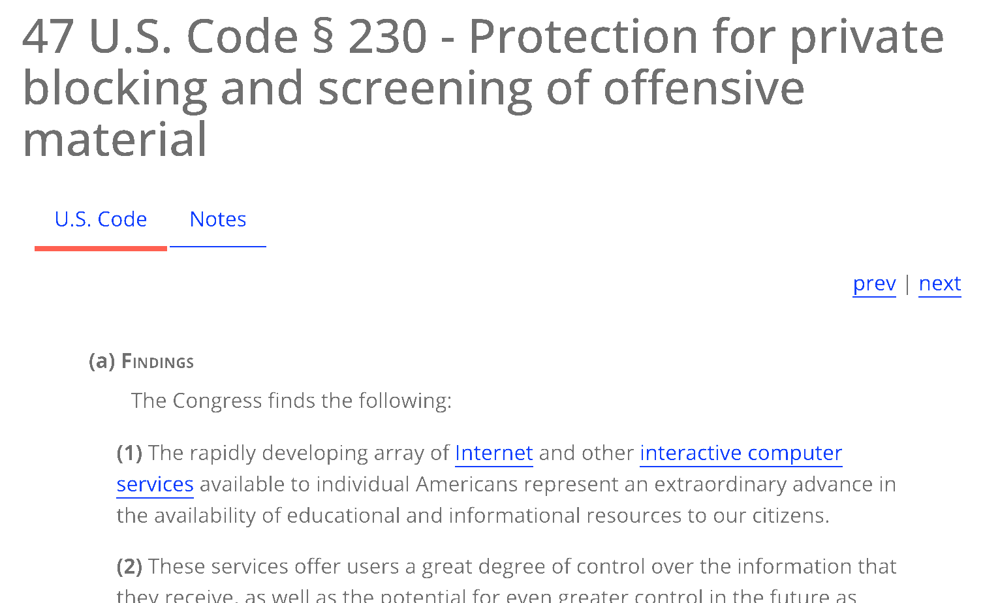 47 U.S. Code § 230 - Protection for private
blocking and screening of offensive
material
U.S. Code
Notes
prev | next
(a) Findings
The Congress finds the following:
(1) The rapidly developing array of Internet and other interactive computer
services available to individual Americans represent an extraordinary advance in
the availability of educational and informational resources to our citizens.
(2) These services offer users a great degree of control over the information that
they receive, as well as the potential for even greater control in the future as